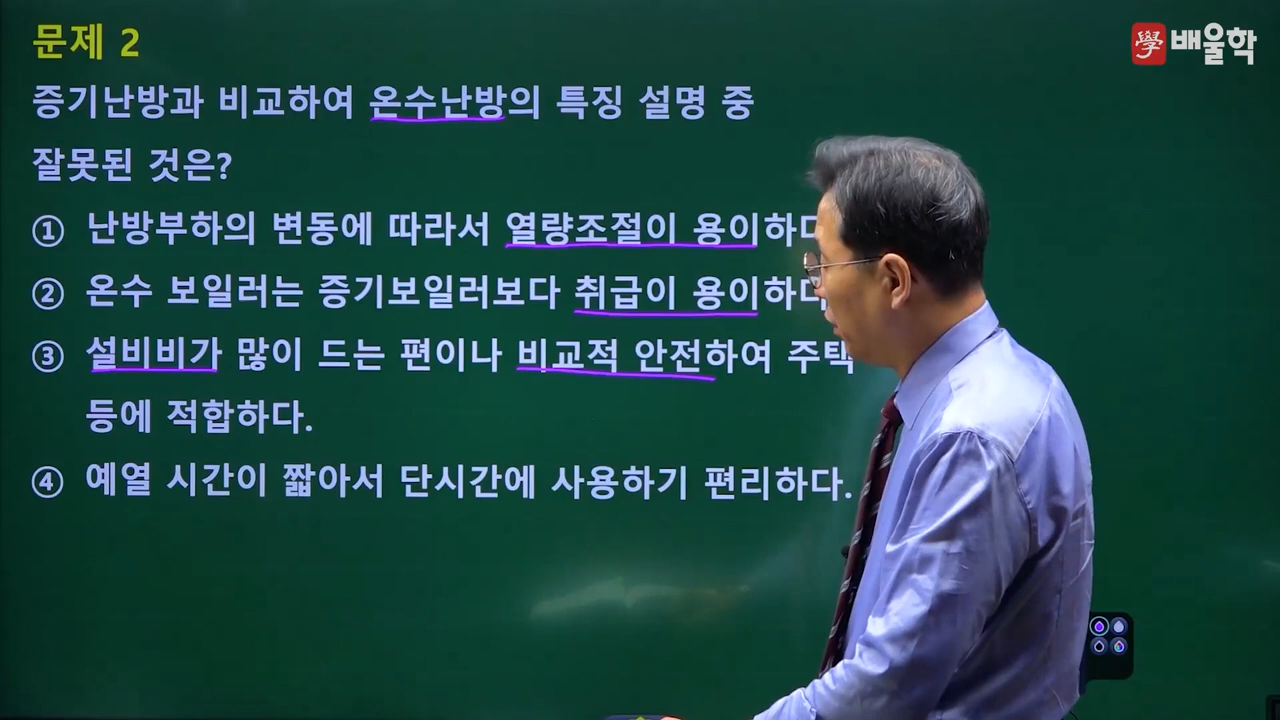 문제 2
學 배울학
증기난방과 비교하여 온수난방의 특징 설명 중
잘못된 것은?
① 난방부하의 변동에 따라서 열량조절이 용이하다
② 온수 보일러는 증기보일러보다 취급이 용이하다
③ 설비비가 많이 드는 편이나 비교적 안전하여 주택
등에 적합하다.
④ 예열 시간이 짧아서 단시간에 사용하기 편리하다.